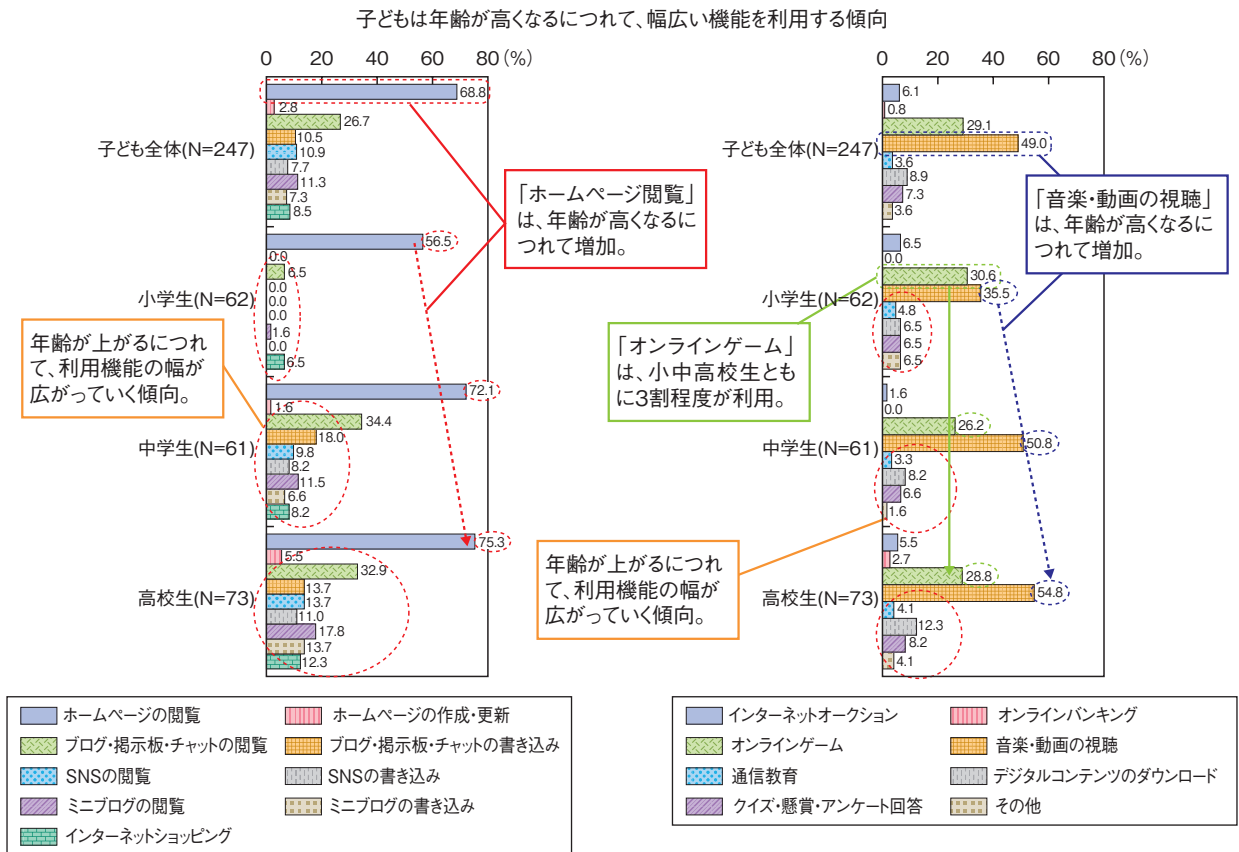 子どもは年齢が高くなるにつれて、幅広い機能を利用する傾向
0 20 40 60 80(%)
子ども全体(N=247)
68.8
2.8
26.7
10.5
10.9
7.7
11.3
7.3
8.5
小学生(N=62)
56.5
0.0
6.5
0.0
0.0
0.0
1.6
0.0
6.5
中学生(N=61)
72.1
1.6
34.4
18.0
9.8
8.2
11.5
6.6
8.2
高校生(N=73)
75.3
5.5
32.9
13.7
13.7
11.0
17.8
13.7
12.3
「ホームページ閲覧」
は、年齢が高くなるに
つれて増加。
年齢が上がるにつれ
て、利用機能の幅が
広がっていく傾向。
ホームページの閲覧
ホームページの作成・更新
ブログ・掲示板・チャットの閲覧
ブログ・掲示板・チャットの書き込み
SNSの閲覧
SNSの書き込み
ミニブログの閲覧
ミニブログの書き込み
インターネットショッピング
0 20 40 60 80(%)
子ども全体(N=247)
6.1
0.8
29.1
49.0
3.6
8.9
7.3
3.6
小学生(N=62)
6.5
0.0
30.6
35.5
4.8
6.5
6.5
6.5
中学生(N=61)
1.6
0.0
26.2
50.8
3.3
8.2
6.6
1.6
高校生(N=73)
5.5
2.7
28.8
54.8
4.1
12.3
8.2
4.1
「音楽・動画の視聴」
は、年齢が高くなるに
つれて増加。
「オンラインゲーム」
は、小中高校生とも
に3割程度が利用。
年齢が上がるにつれ
て、利用機能の幅が
広がっていく傾向。
インターネットオークション
オンラインバンキング
オンラインゲーム
音楽・動画の視聴
通信教育
デジタルコンテンツのダウンロード
クイズ・懸賞・アンケート回答
その他